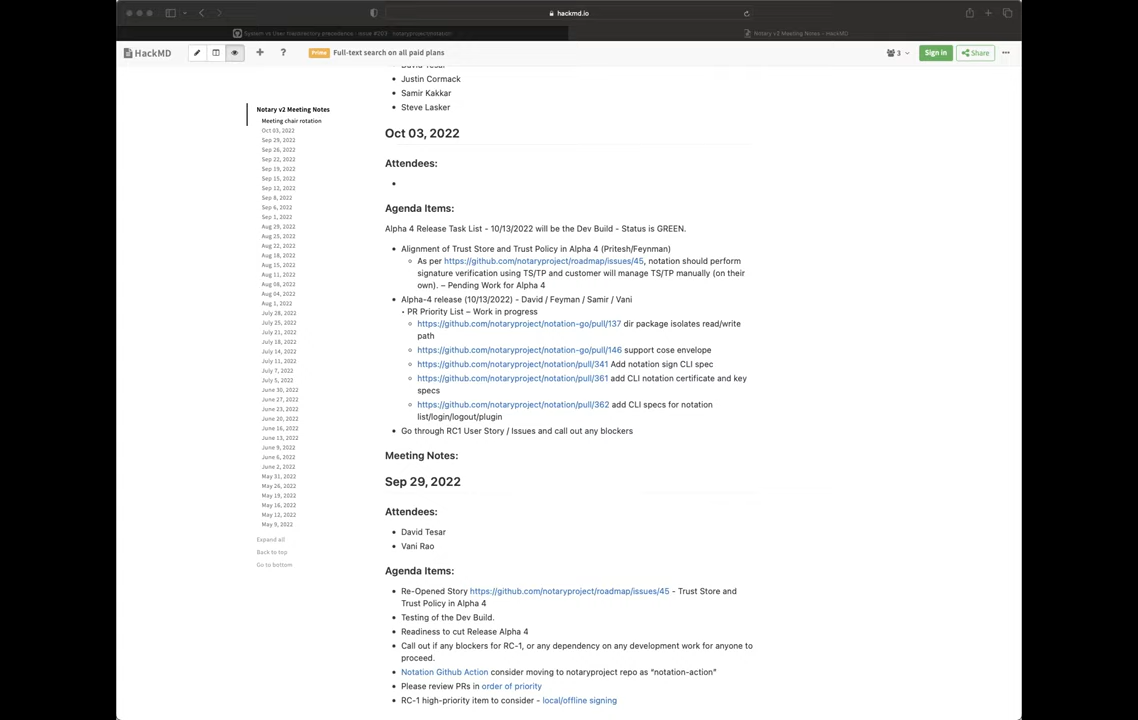 hackmd.io
System vs User trust/policy precedence · Issue #203 · notaryproject/notation
Notary v2 Meeting Notes - HackMD
HackMD
Prime
Full-text search on all paid plans
3
Sign in
Share
David Tesar
Justin Cormack
Samir Kakkar
Steve Lasker
Notary v2 Meeting Notes
Meeting chair rotation
Oct 03, 2022
Sep 29, 2022
Sep 26, 2022
Sep 22, 2022
Sep 19, 2022
Sep 15, 2022
Sep 12, 2022
Sep 8, 2022
Sep 6, 2022
Sep 1, 2022
Aug 29, 2022
Aug 25, 2022
Aug 22, 2022
Aug 18, 2022
Aug 15, 2022
Aug 11, 2022
Aug 08, 2022
Aug 04, 2022
Aug 1, 2022
July 28, 2022
July 25, 2022
July 21, 2022
July 18, 2022
July 14, 2022
July 11, 2022
July 7, 2022
July 5, 2022
June 30, 2022
June 27, 2022
June 23, 2022
June 20, 2022
June 16, 2022
June 13, 2022
June 9, 2022
June 6, 2022
June 2, 2022
May 31, 2022
May 26, 2022
May 19, 2022
May 16, 2022
May 12, 2022
May 9, 2022
Expand all
Back to top
Go to bottom
Oct 03, 2022
Attendees:
Agenda Items:
Alpha 4 Release Task List - 10/13/2022 will be the Dev Build - Status is GREEN.
Alignment of Trust Store and Trust Policy in Alpha 4 (Pritesh/Feynman)
As per https://github.com/notaryproject/roadmap/issues/45, notation should perform
signature verification using TS/TP and customer will manage TS/TP manually (on their
own). – Pending Work for Alpha 4
Alpha-4 release (10/13/2022) - David / Feyman / Samir / Vani
• PR Priority List – Work in progress
https://github.com/notaryproject/notation-go/pull/137 dir package isolates read/write
path
https://github.com/notaryproject/notation-go/pull/146 support cose envelope
https://github.com/notaryproject/notation/pull/341 Add notation sign CLI spec
https://github.com/notaryproject/notation/pull/361 add CLI notation certificate and key
specs
https://github.com/notaryproject/notation/pull/362 add CLI specs for notation
list/login/logout/plugin
Go through RC1 User Story / Issues and call out any blockers
Meeting Notes:
Sep 29, 2022
Attendees:
David Tesar
Vani Rao
Agenda Items:
Re-Opened Story https://github.com/notaryproject/roadmap/issues/45 - Trust Store and
Trust Policy in Alpha 4
Testing of the Dev Build.
Readiness to cut Release Alpha 4
Call out if any blockers for RC-1, or any dependency on any development work for anyone to
proceed.
Notation Github Action consider moving to notaryproject repo as "notation-action"
Please review PRs in order of priority
RC-1 high-priority item to consider - local/offline signing